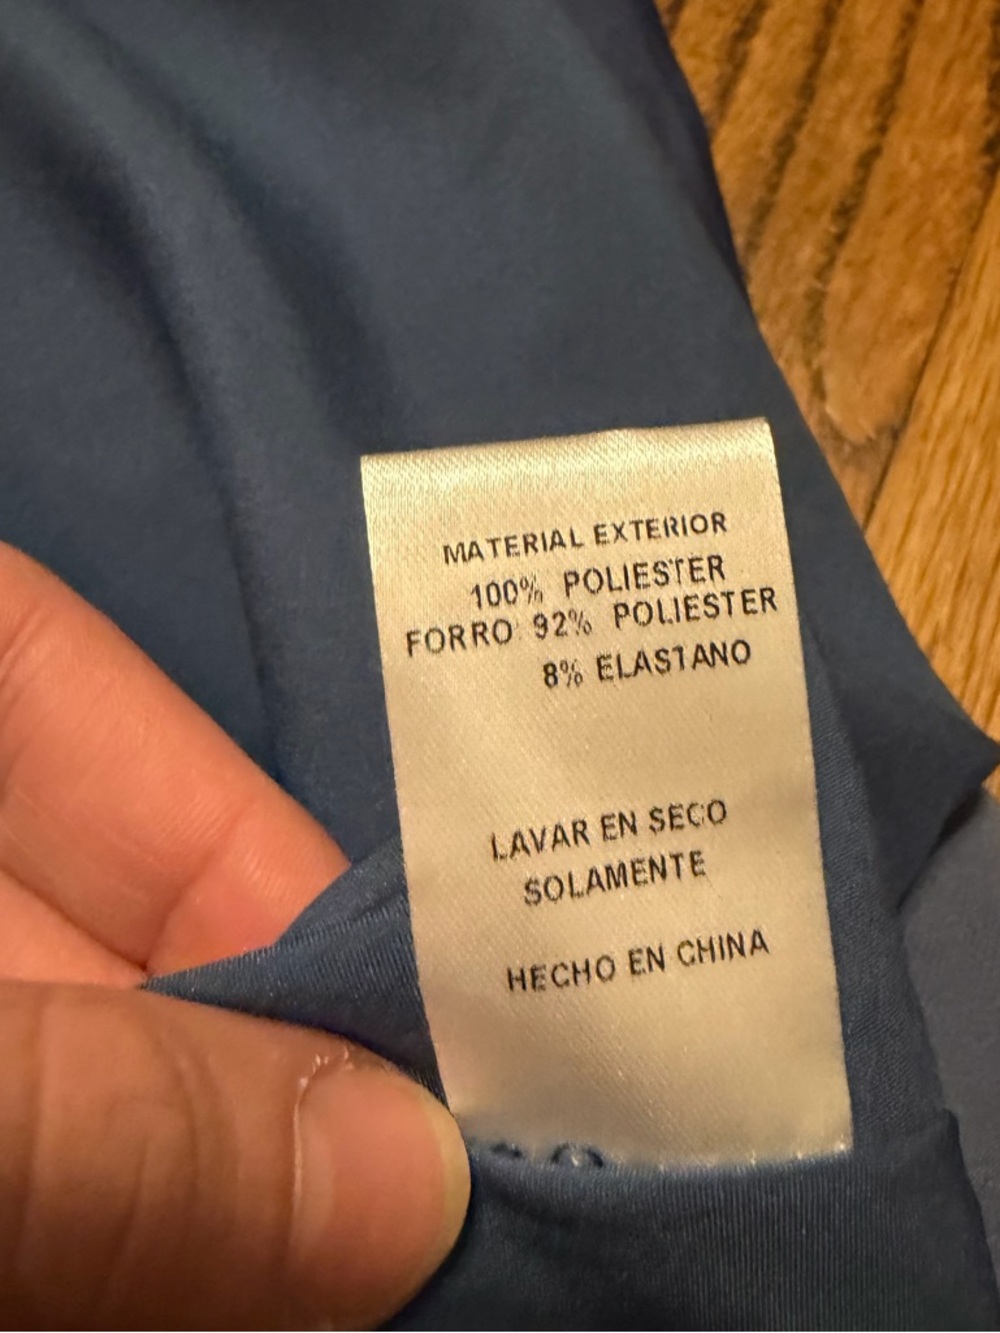 MATERIAL EXTERIOR
100% POLIESTER
FORRO: 92% POLIESTER
8% ELASTANO
LAVAR EN SECO
SOLAMENTE
HECHO EN CHINA